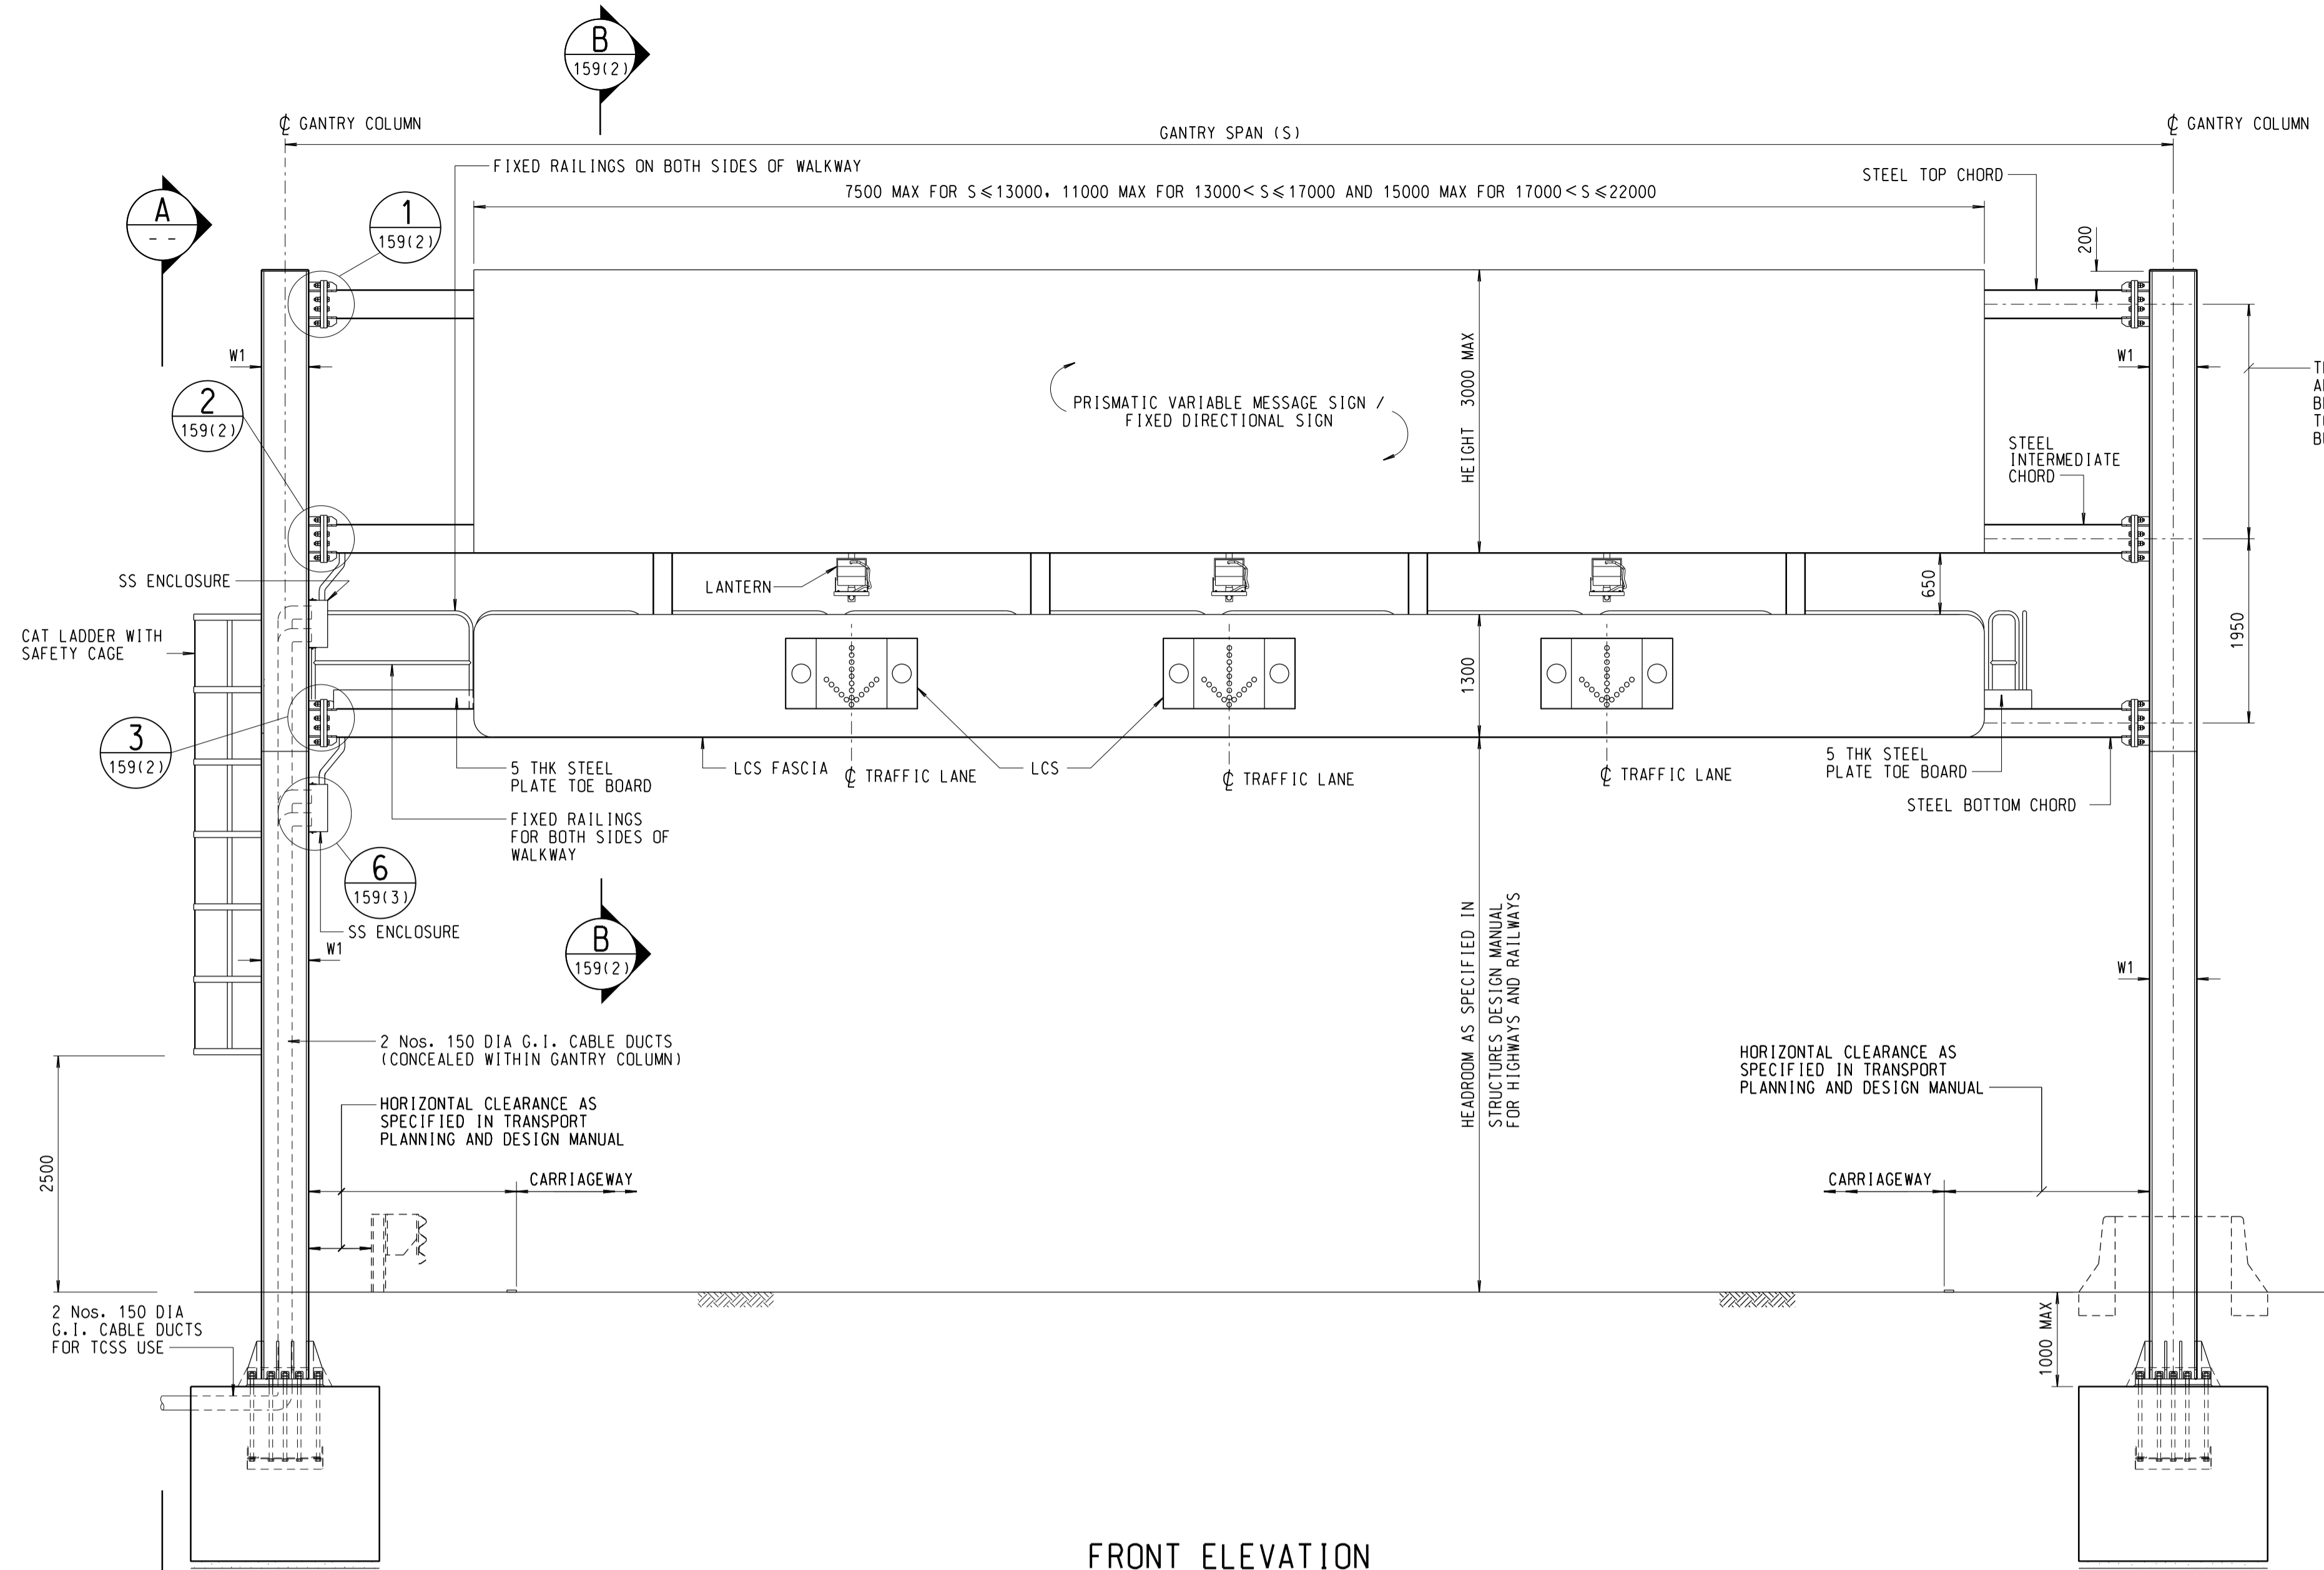 B
159(2)
℄ GANTRY COLUMN
GANTRY SPAN (S)
℄ GANTRY COLUMN
FIXED RAILINGS ON BOTH SIDES OF WALKWAY
STEEL TOP CHORD
7500 MAX FOR S≤13000, 11000 MAX FOR 13000<S≤17000 AND 15000 MAX FOR 17000<S≤22000
A
- -
1
159(2)
200
W1
W1
HEIGHT 3000 MAX
2
159(2)
PRISMATIC VARIABLE MESSAGE SIGN /
FIXED DIRECTIONAL SIGN
STEEL
INTERMEDIATE
CHORD
SS ENCLOSURE
LANTERN
650
CAT LADDER WITH
SAFETY CAGE
1300
1950
3
159(2)
5 THK STEEL
PLATE TOE BOARD
LCS FASCIA
℄ TRAFFIC LANE
LCS
℄ TRAFFIC LANE
℄ TRAFFIC LANE
5 THK STEEL
PLATE TOE BOARD
STEEL BOTTOM CHORD
FIXED RAILINGS
FOR BOTH SIDES OF
WALKWAY
6
159(3)
SS ENCLOSURE
W1
B
159(2)
W1
HEADROOM AS SPECIFIED IN
STRUCTURES DESIGN MANUAL
FOR HIGHWAYS AND RAILWAYS
2 Nos. 150 DIA G.I. CABLE DUCTS
(CONCEALED WITHIN GANTRY COLUMN)
HORIZONTAL CLEARANCE AS
SPECIFIED IN TRANSPORT
PLANNING AND DESIGN MANUAL
HORIZONTAL CLEARANCE AS
SPECIFIED IN TRANSPORT
PLANNING AND DESIGN MANUAL
2500
CARRIAGEWAY
CARRIAGEWAY
2 Nos. 150 DIA
G.I. CABLE DUCTS
FOR TCSS USE
1000 MAX
FRONT ELEVATION